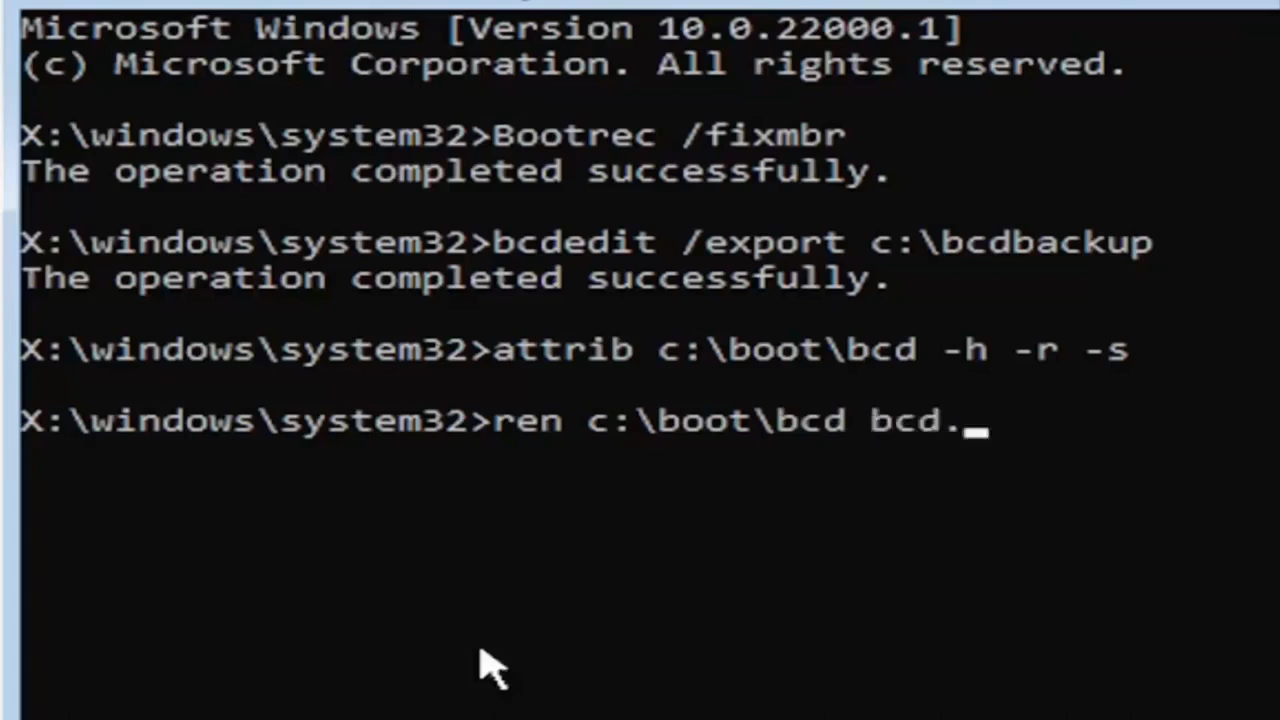 Microsoft Windows [Version 10.0.22000.1]
(c) Microsoft Corporation. All rights reserved.
X:\windows\system32>Bootrec /fixmbr
The operation completed successfully.
X:\windows\system32>bcdedit /export c:\bcdbackup
The operation completed successfully.
X:\windows\system32>attrib c:\boot\bcd -h -r -s
X:\windows\system32>ren c:\boot\bcd bcd.